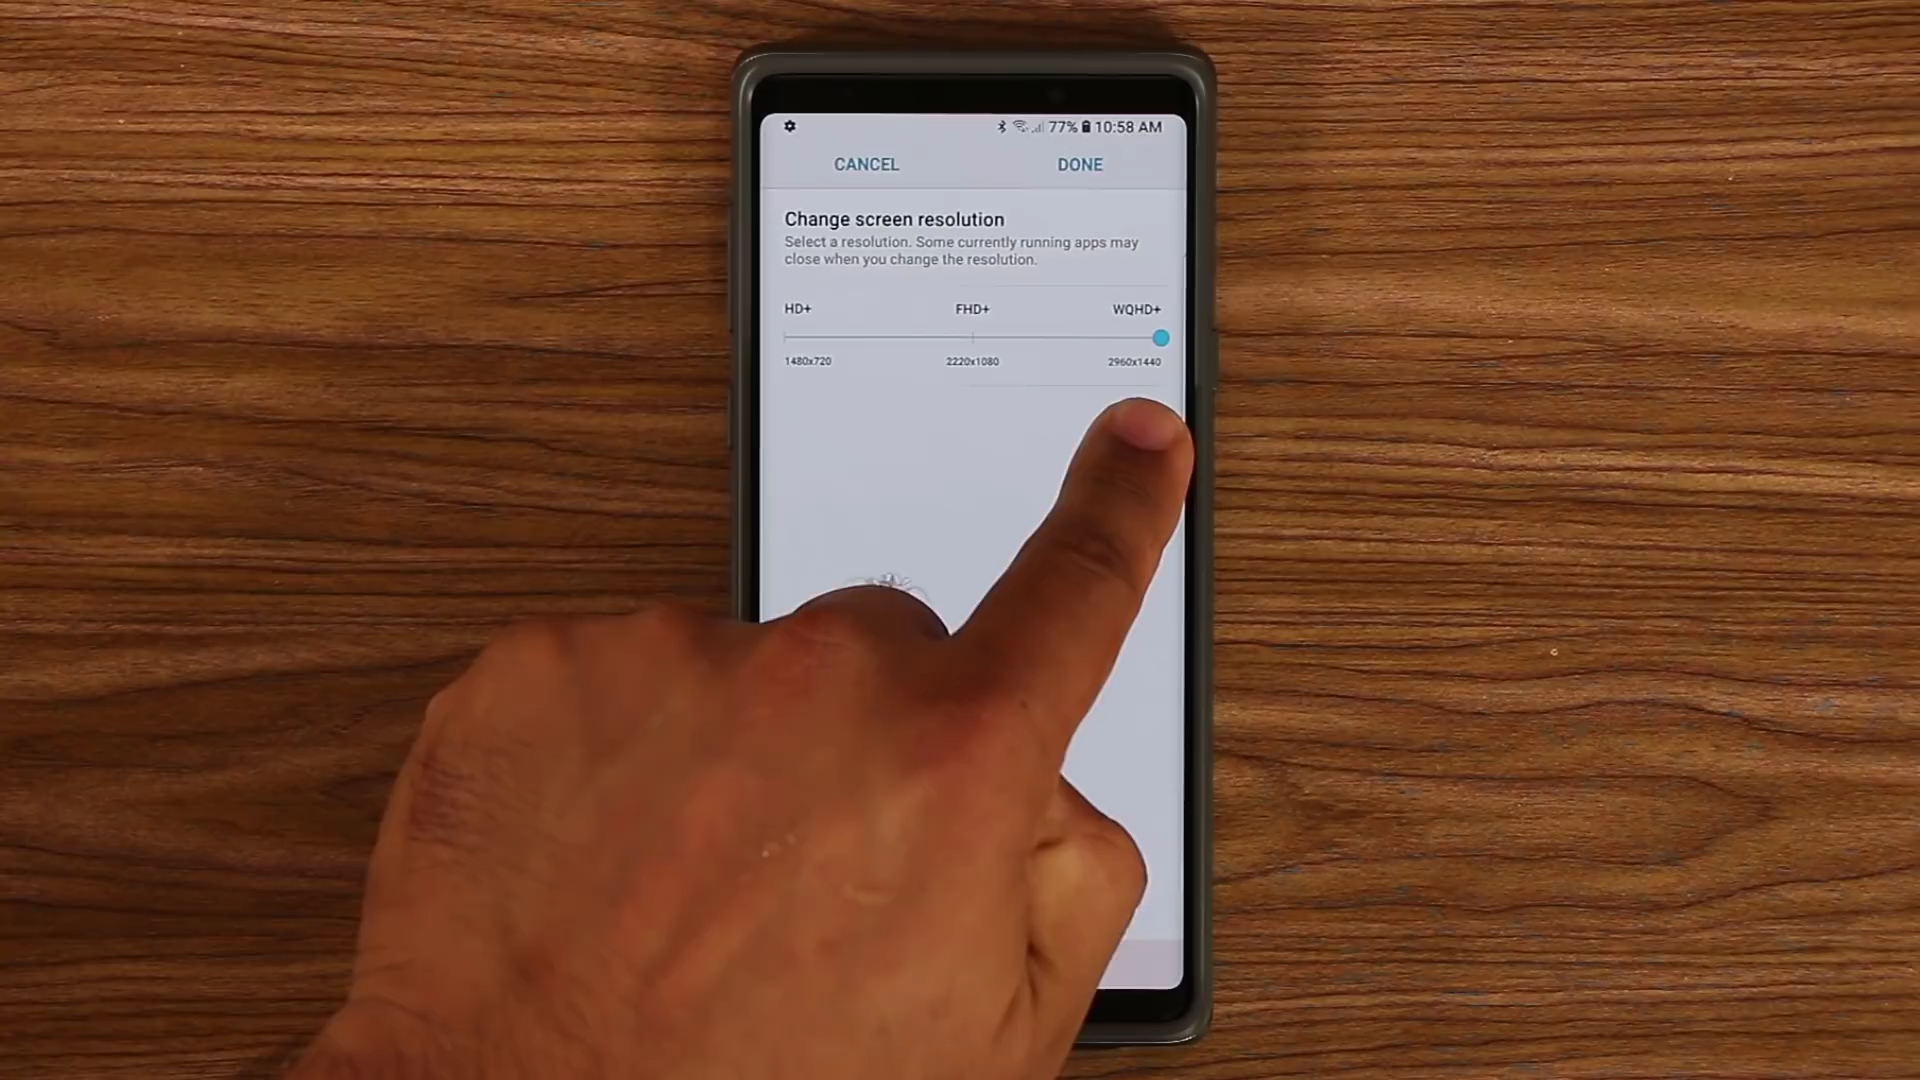 77% 10:58 AM
CANCEL DONE
Change screen resolution
Select a resolution. Some currently running apps may
close when you change the resolution.
HD+ FHD+ WQHD+
1480x720 2220x1080 2960x1440